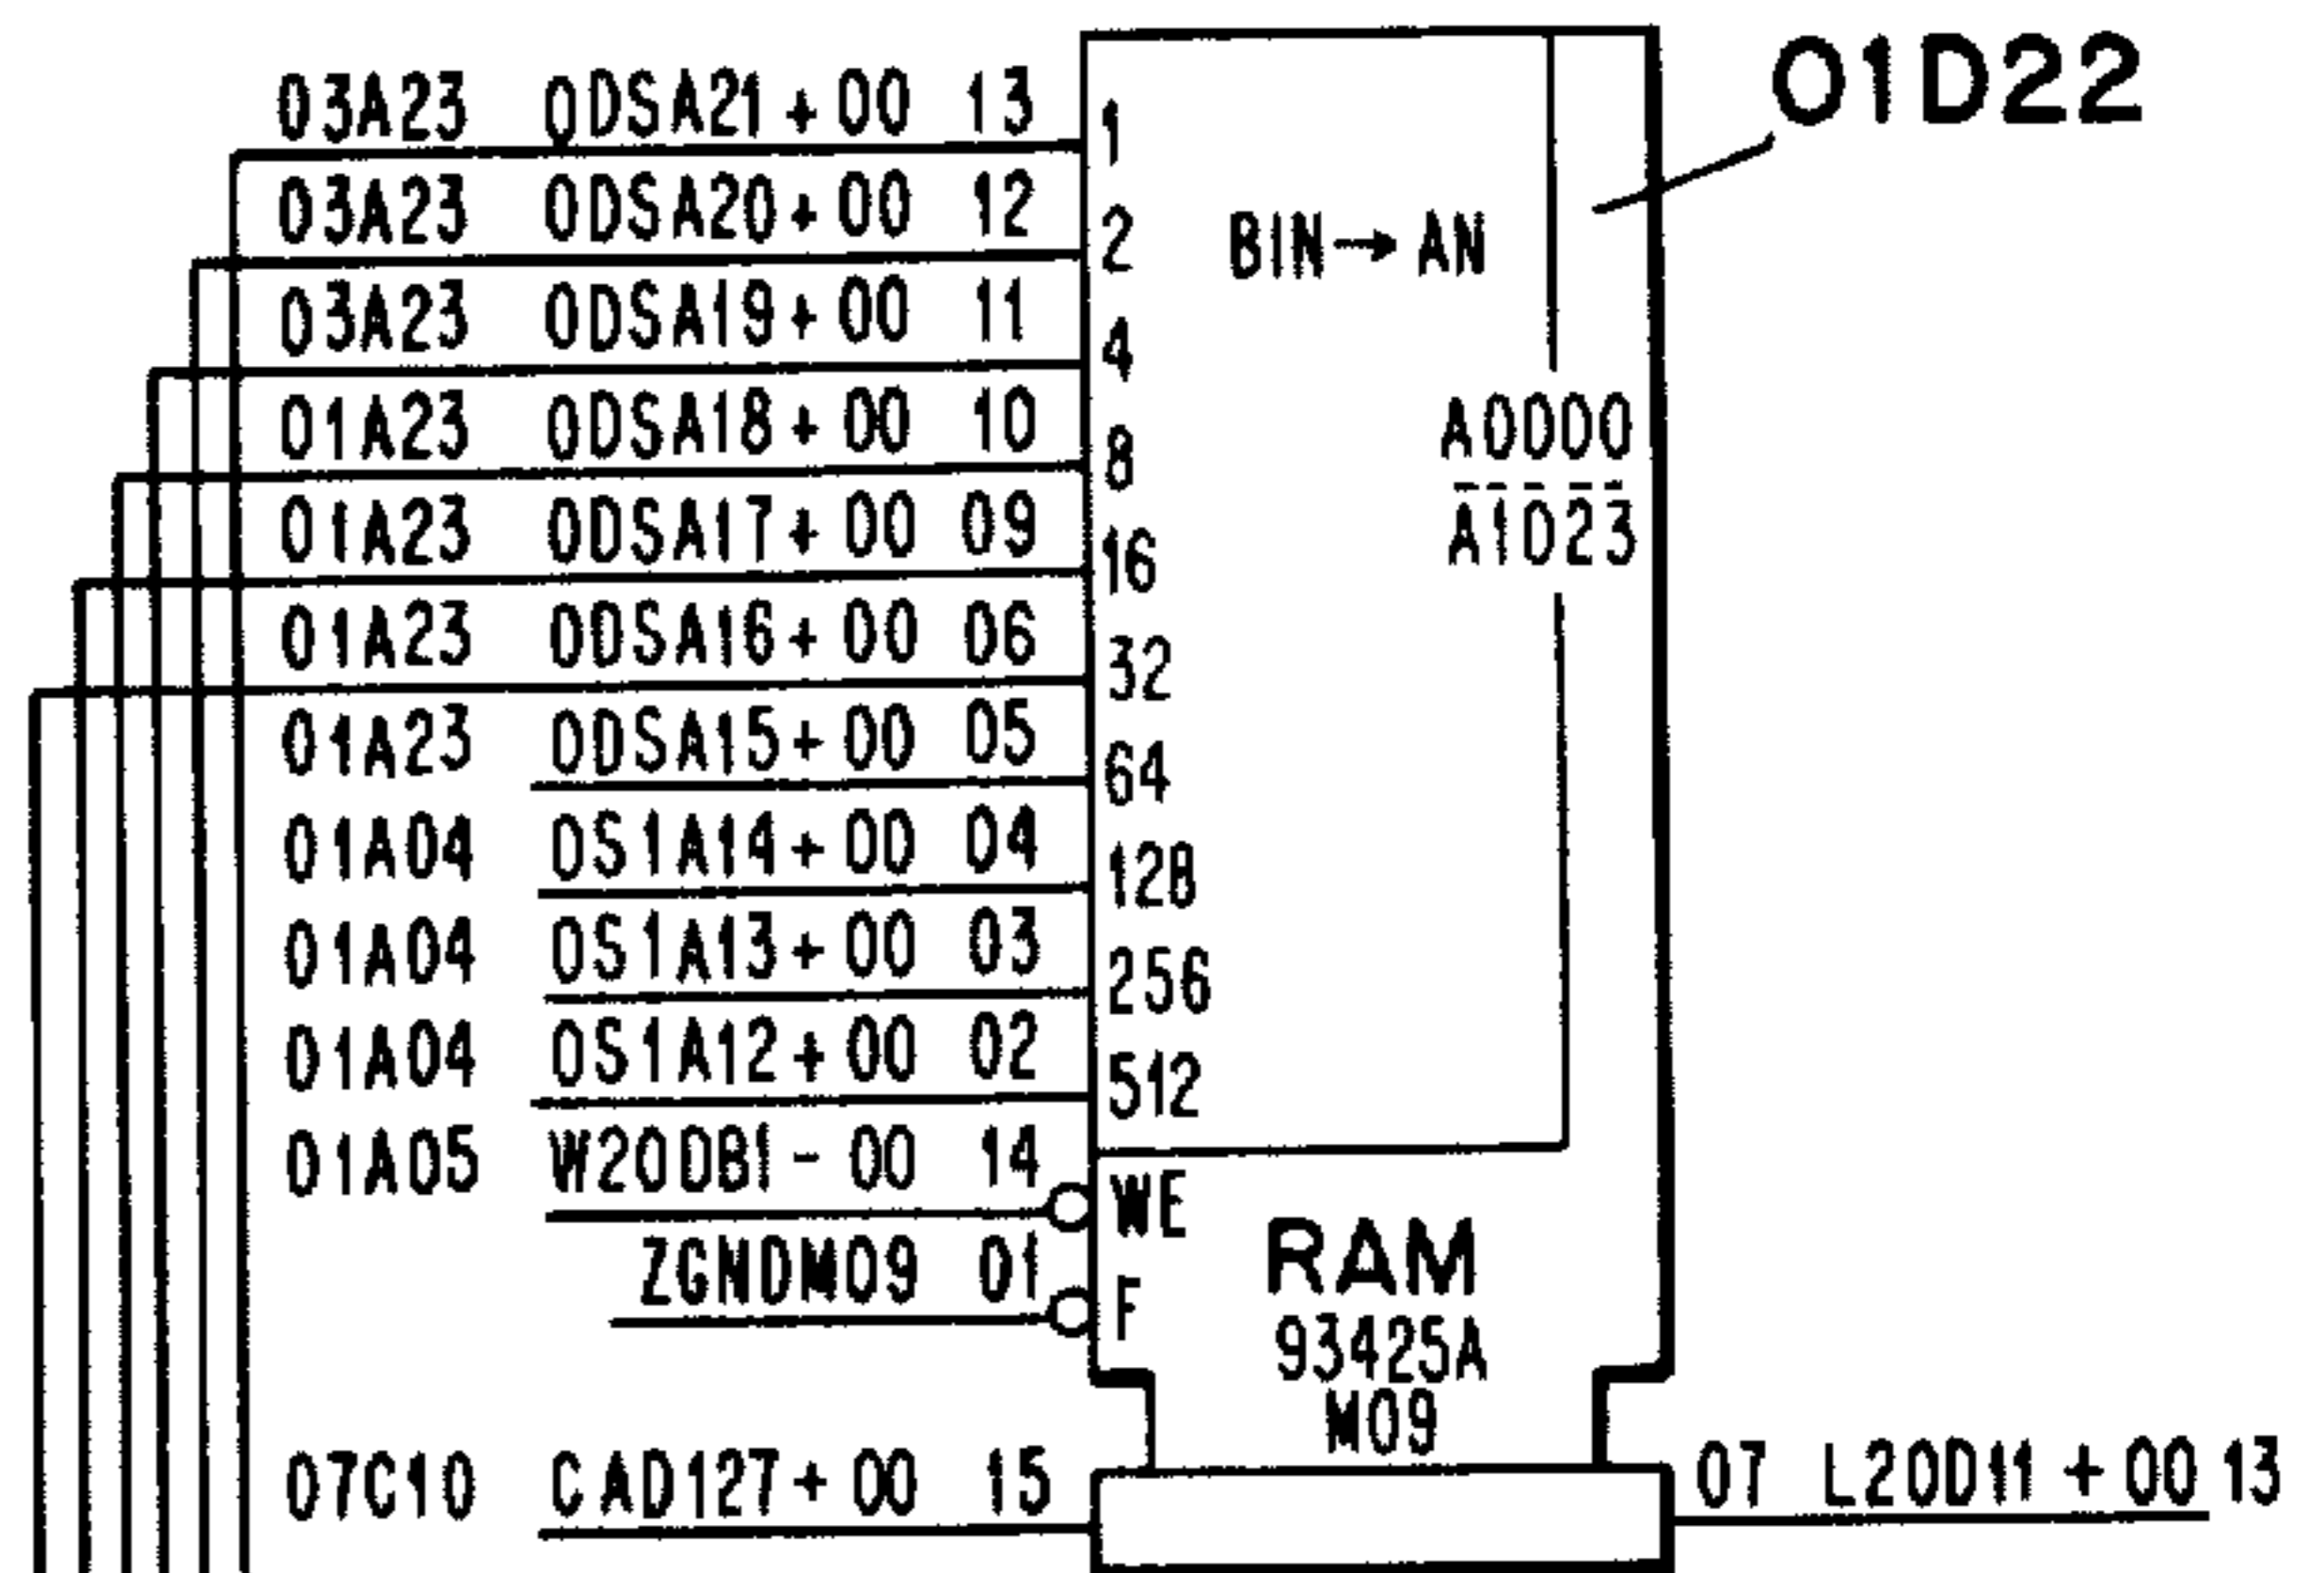 01D22
03A23 0DSA21+00 13 1
03A23 0DSA20+00 12 2
BIN→AN
03A23 0DSA19+00 11 4
01A23 0DSA18+00 10 8
A0000
01A23 0DSA17+00 09 16
A1023
01A23 0DSA16+00 06 32
01A23 0DSA15+00 05 64
01A04 0S1A14+00 04 128
01A04 0S1A13+00 03 256
01A04 0S1A12+00 02 512
01A05 W20DB1-00 14 WE
ZGNDM09 01 F
RAM
93425A
M09
07C10 CAD127+00 15
07 L20D11+00 13